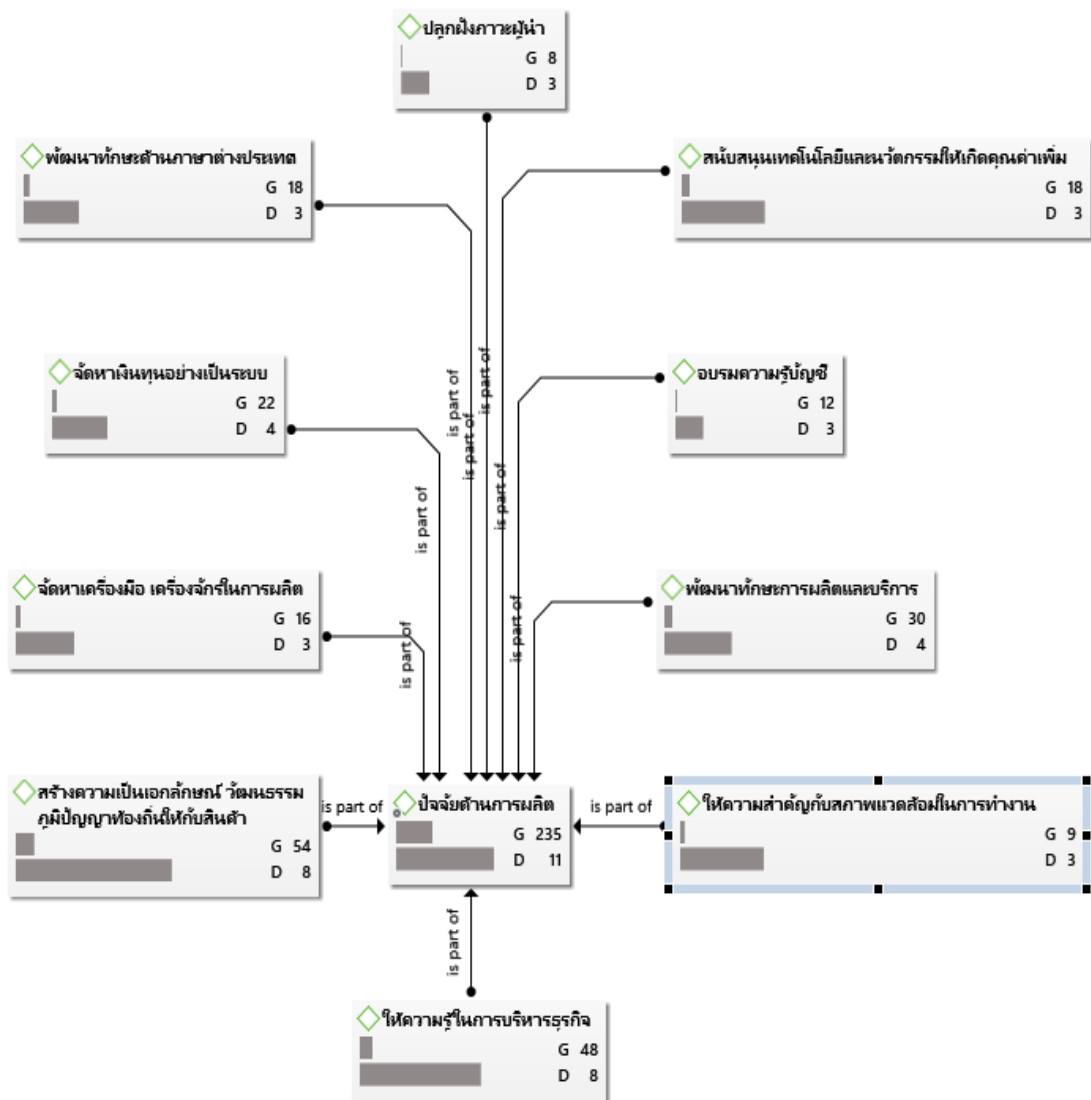 ปลูกฝังภาวะผู้นำ
G 8
D 3
พัฒนาทักษะด้านภาษาต่างประเทศ
G 18
D 3
สนับสนุนเทคโนโลยีและนวัตกรรมให้เกิดคุณค่าเพิ่ม
G 18
D 3
จัดหาเงินทุนอย่างเป็นระบบ
G 22
D 4
อบรมความรู้บัญชี
G 12
D 3
is part of
is part of
is part of
is part of
is part of
จัดหาเครื่องมือ เครื่องจักรในการผลิต
G 16
D 3
พัฒนาทักษะการผลิตและบริการ
G 30
D 4
is part of
is part of
สร้างความเป็นเอกลักษณ์ วัฒนธรรม
ภูมิปัญญาท้องถิ่นให้กับสินค้า
G 54
D 8
is part of
ปัจจัยด้านการผลิต
G 235
D 11
is part of
ให้ความสำคัญกับสภาพแวดล้อมในการทำงาน
G 9
D 3
is part of
ให้ความรู้ในการบริหารธุรกิจ
G 48
D 8